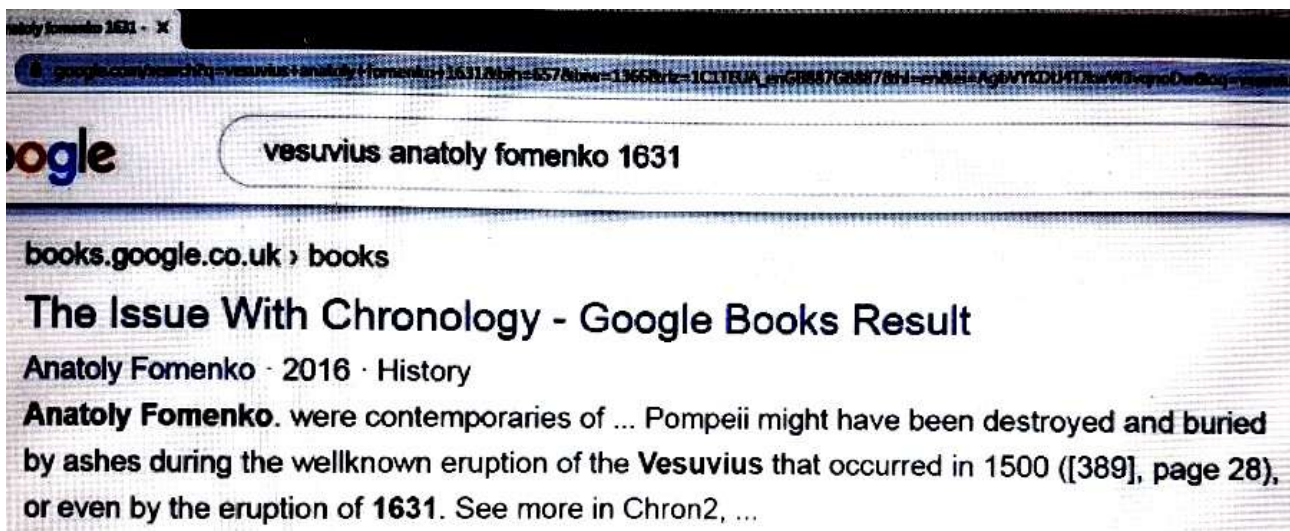 fomenko 1631 - X
vesuvius anatoly fomenko 1631
books.google.co.uk › books
The Issue With Chronology - Google Books Result
Anatoly Fomenko · 2016 · History
Anatoly Fomenko. were contemporaries of ... Pompeii might have been destroyed and buried
by ashes during the wellknown eruption of the Vesuvius that occurred in 1500 ([389], page 28),
or even by the eruption of 1631. See more in Chron2, ...